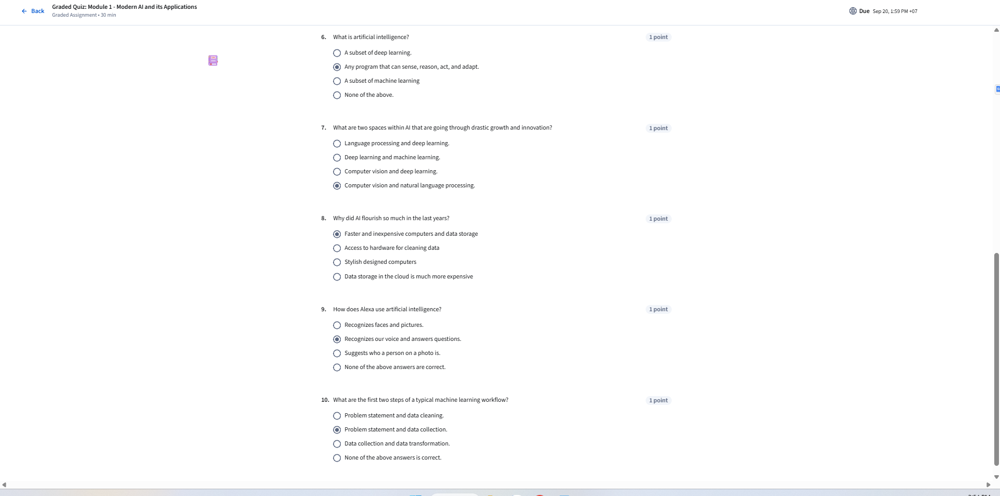 Back
Graded Quiz: Module 1 - Modern AI and its Applications
Graded Assignment • 30 min
Due Sep 20, 1:59 PM +07
6. What is artificial intelligence? 1 point
A subset of deep learning.
Any program that can sense, reason, act, and adapt.
A subset of machine learning
None of the above.
7. What are two spaces within AI that are going through drastic growth and innovation? 1 point
Language processing and deep learning.
Deep learning and machine learning.
Computer vision and deep learning.
Computer vision and natural language processing.
8. Why did AI flourish so much in the last years? 1 point
Faster and inexpensive computers and data storage
Access to hardware for cleaning data
Stylish designed computers
Data storage in the cloud is much more expensive
9. How does Alexa use artificial intelligence? 1 point
Recognizes faces and pictures.
Recognizes our voice and answers questions.
Suggests who a person on a photo is.
None of the above answers are correct.
10. What are the first two steps of a typical machine learning workflow? 1 point
Problem statement and data cleaning.
Problem statement and data collection.
Data collection and data transformation.
None of the above answers is correct.